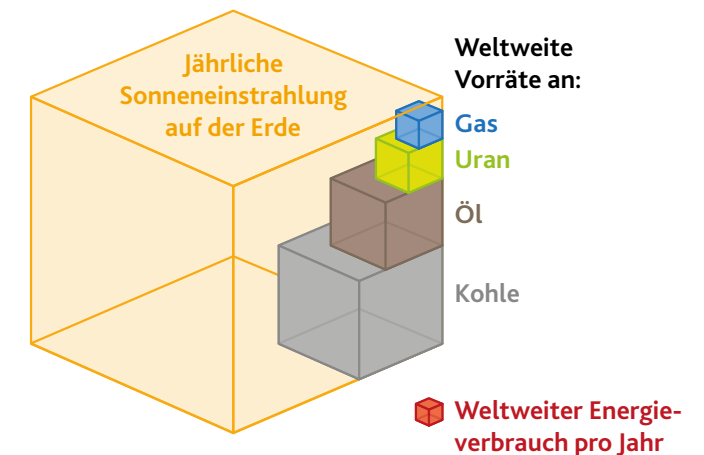 Jährliche
Sonneneinstrahlung
auf der Erde
Weltweite
Vorräte an:
Gas
Uran
Öl
Kohle
Weltweiter Energie-
verbrauch pro Jahr